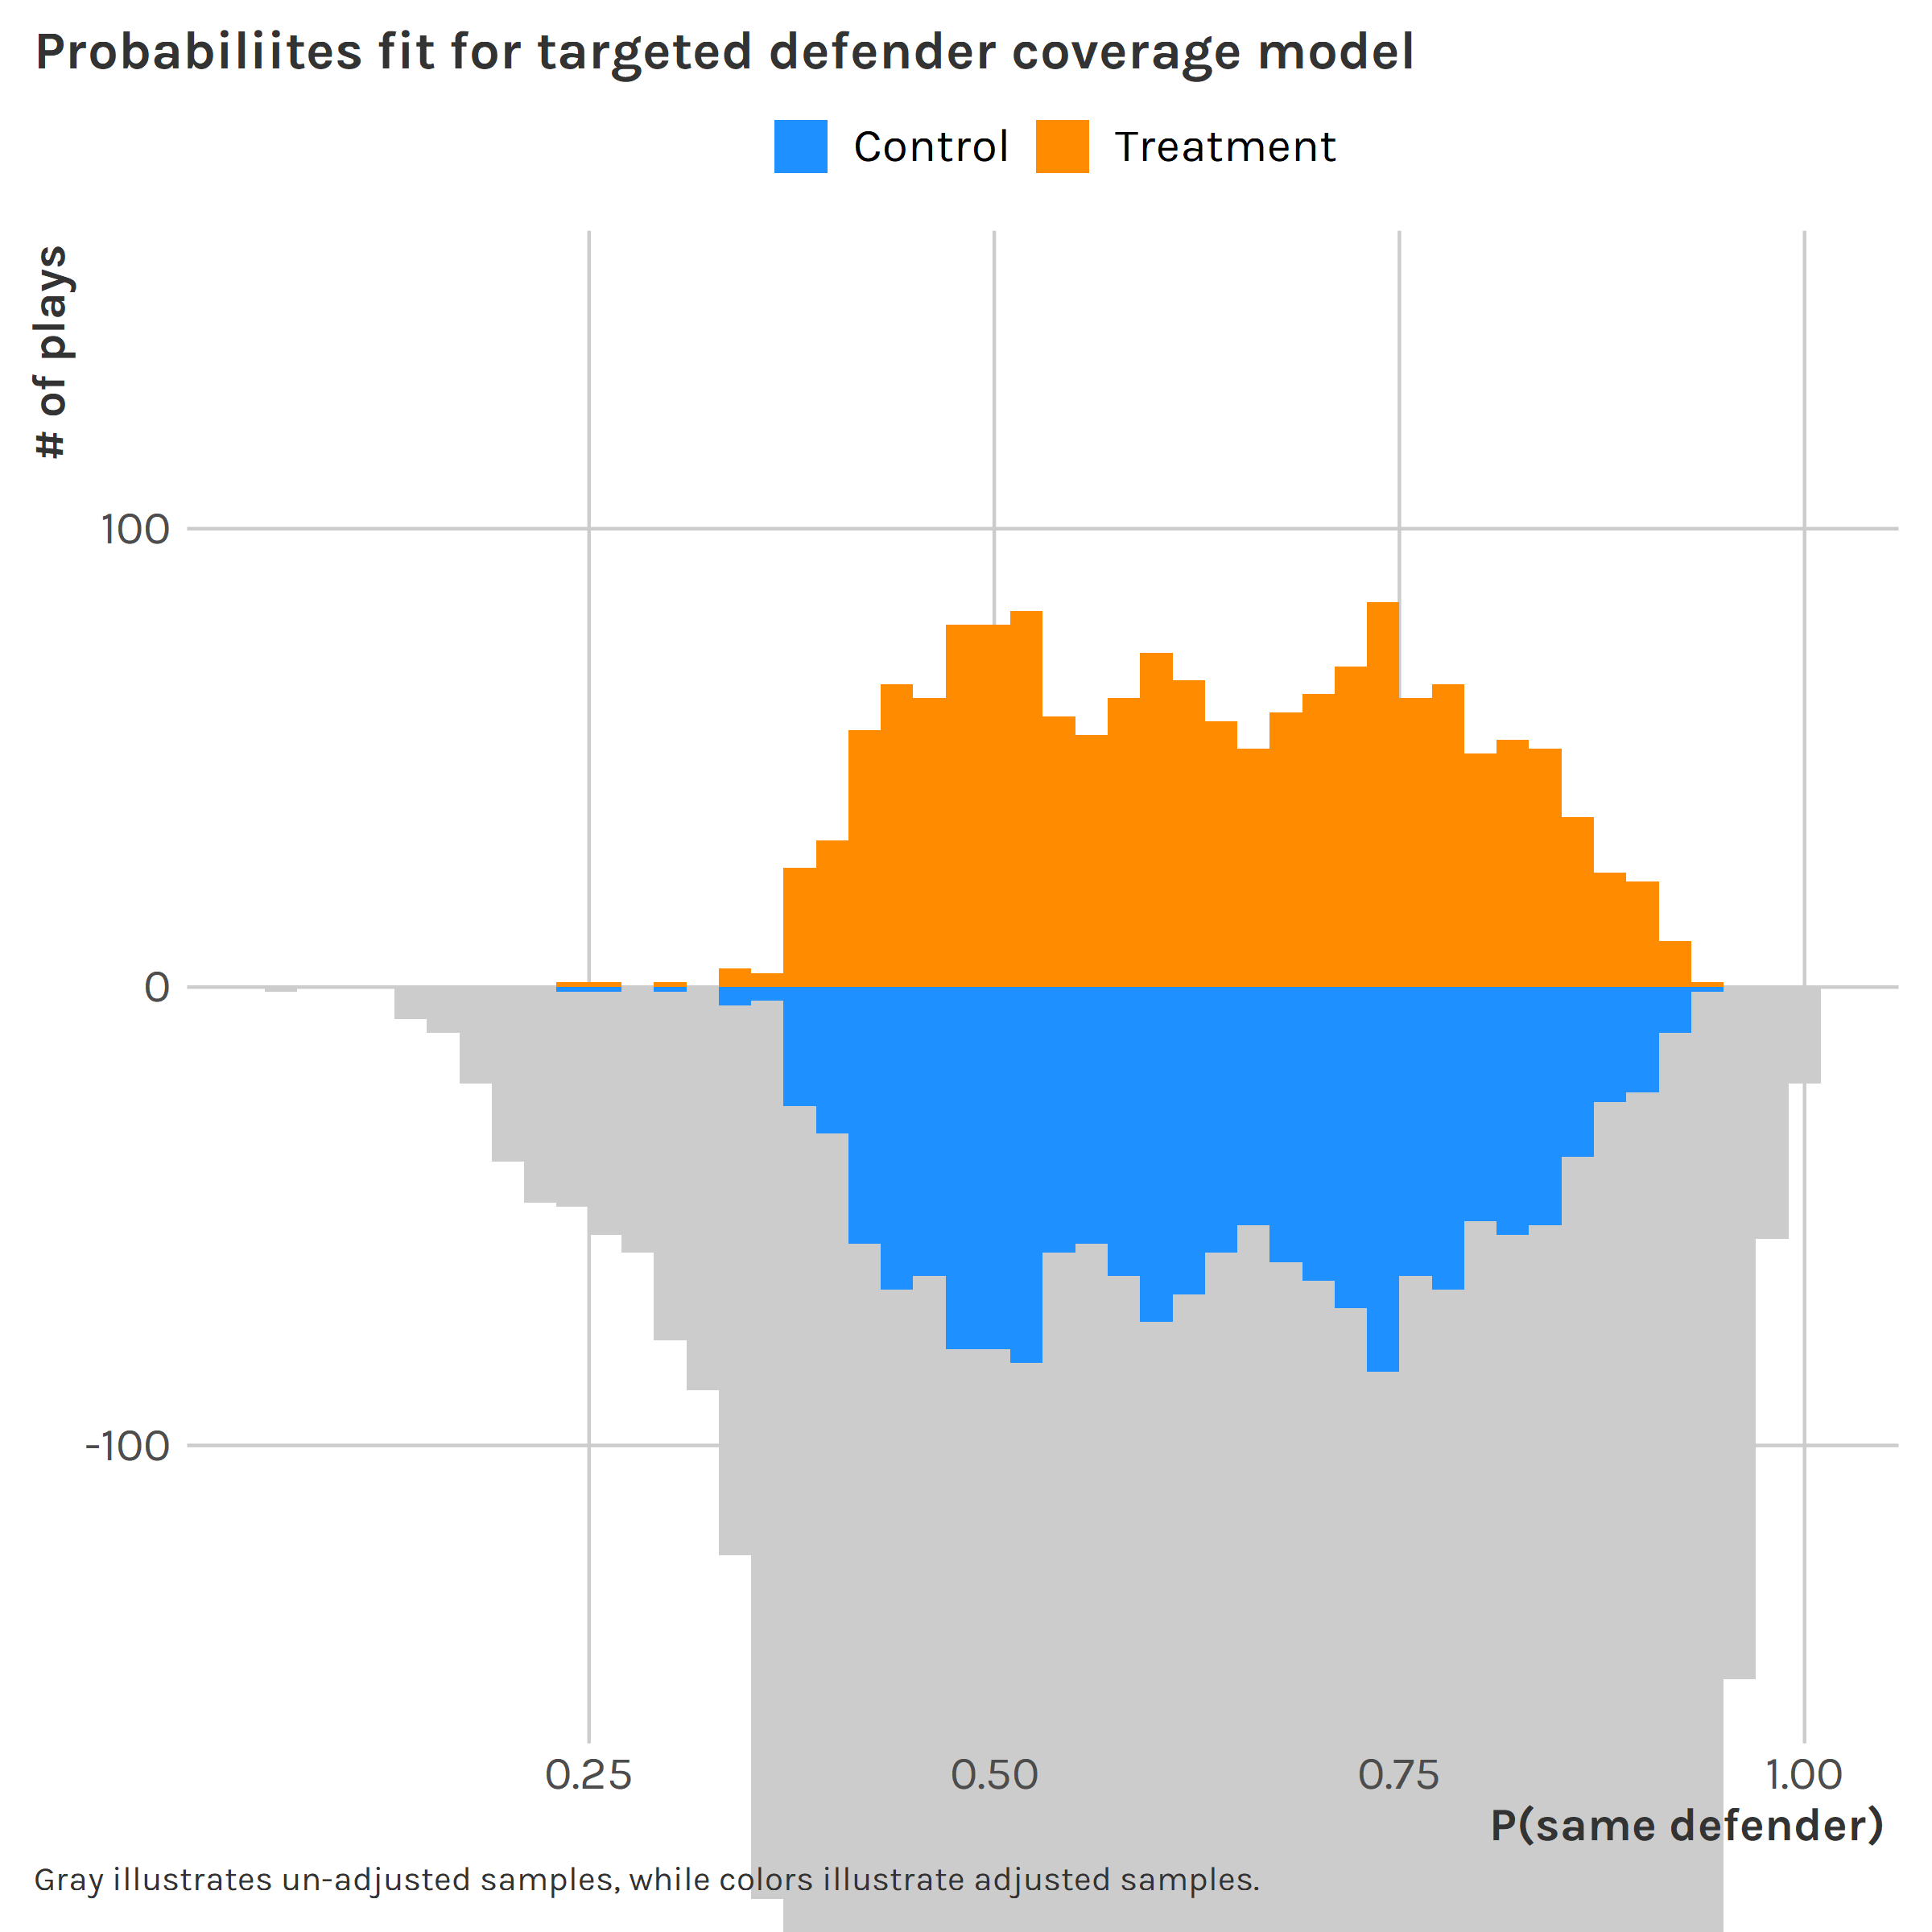 Probabiliites fit for targeted defender coverage model
Control Treatment
# of plays
100
0
-100
0.25 0.50 0.75 1.00
P(same defender)
Gray illustrates un-adjusted samples, while colors illustrate adjusted samples.